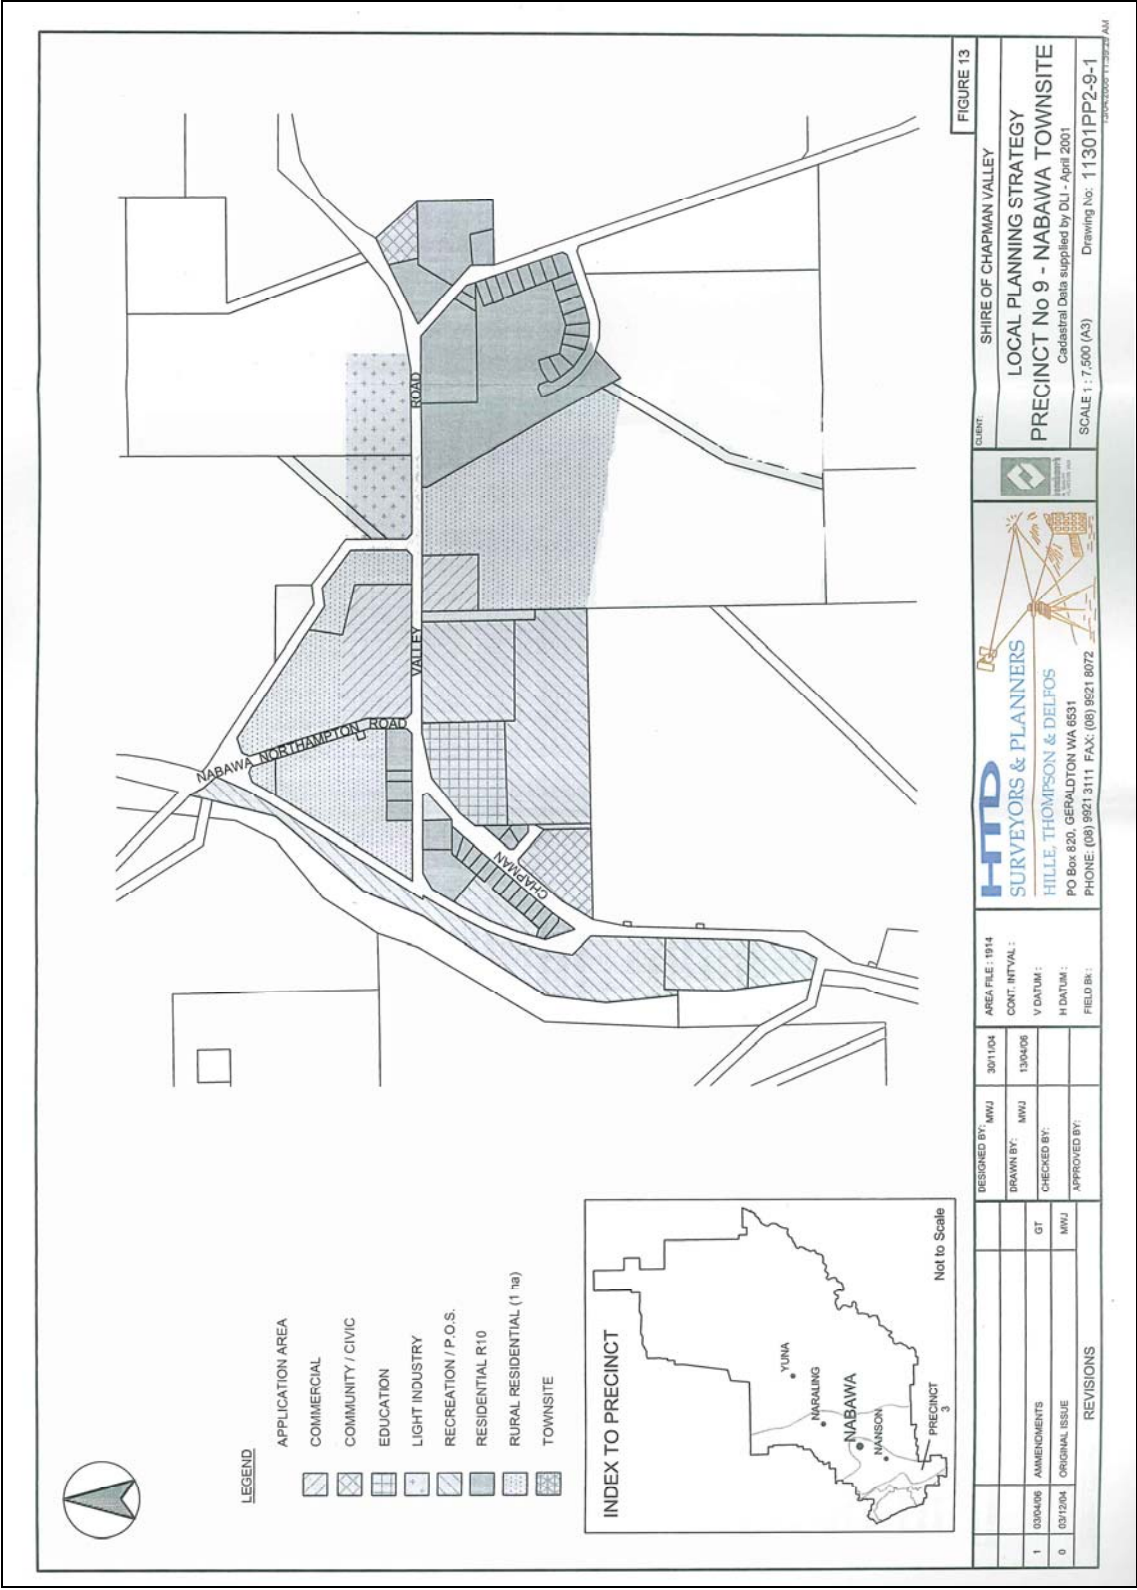 LEGEND
APPLICATION AREA
COMMERCIAL
COMMUNITY / CIVIC
EDUCATION
LIGHT INDUSTRY
RECREATION / P.O.S.
RESIDENTIAL R10
RURAL RESIDENTIAL (1 ha)
TOWNSITE
INDEX TO PRECINCT
YUNA
NARALING
NABAWA
NANSON
PRECINCT
3
Not to Scale
NABAWA NORTHAMPTON ROAD
CHAPMAN
VALLEY
ROAD
FIGURE 13
1 03/04/06 AMMENDMENTS GT
0 03/12/04 ORIGINAL ISSUE MWJ
REVISIONS
DESIGNED BY: MWJ 30/11/04
DRAWN BY: MWJ 13/04/06
CHECKED BY:
APPROVED BY:
AREA FILE : 1914
CONT. INTVAL :
V DATUM :
H DATUM :
FIELD Bk :
HTD
SURVEYORS & PLANNERS
HILLE, THOMPSON & DELFOS
PO Box 820, GERALDTON WA 6531
PHONE: (08) 9921 3111 FAX: (08) 9921 8072
CLIENT:
SHIRE OF CHAPMAN VALLEY
LOCAL PLANNING STRATEGY
PRECINCT No 9 - NABAWA TOWNSITE
Cadastral Data supplied by DLI - April 2001
SCALE 1 : 7,500 (A3) Drawing No: 11301PP2-9-1